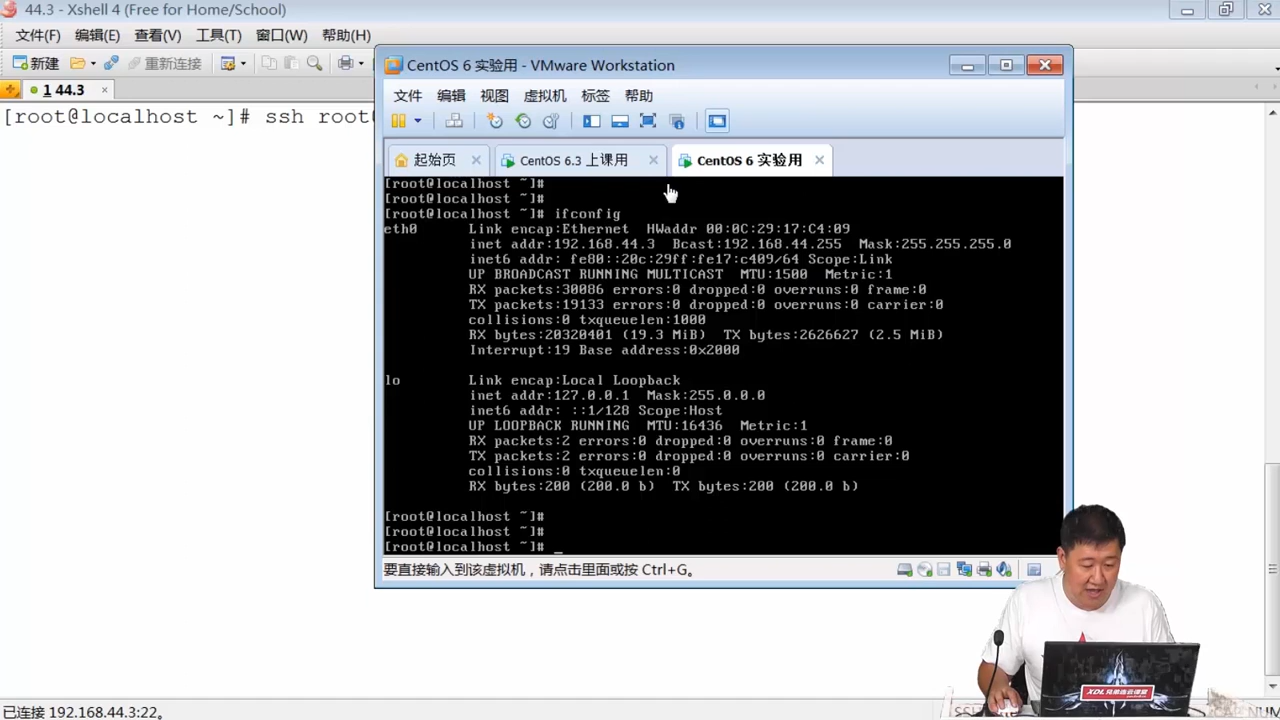 44.3 - Xshell 4 (Free for Home/School)
文件(F) 编辑(E) 查看(V) 工具(T) 窗口(W) 帮助(H)
新建 重新连接
1 44.3
[root@localhost ~]# ssh root
CentOS 6 实验用 - VMware Workstation
文件 编辑 视图 虚拟机 标签 帮助
起始页 CentOS 6.3 上课用 CentOS 6 实验用
[root@localhost ~]#
[root@localhost ~]#
[root@localhost ~]# ifconfig
eth0 Link encap:Ethernet HWaddr 00:0C:29:17:C4:09
inet addr:192.168.44.3 Bcast:192.168.44.255 Mask:255.255.255.0
inet6 addr: fe80::20c:29ff:fe17:c409/64 Scope:Link
UP BROADCAST RUNNING MULTICAST MTU:1500 Metric:1
RX packets:30086 errors:0 dropped:0 overruns:0 frame:0
TX packets:19133 errors:0 dropped:0 overruns:0 carrier:0
collisions:0 txqueuelen:1000
RX bytes:20320401 (19.3 MiB) TX bytes:2626627 (2.5 MiB)
Interrupt:19 Base address:0x2000
lo Link encap:Local Loopback
inet addr:127.0.0.1 Mask:255.0.0.0
inet6 addr: ::1/128 Scope:Host
UP LOOPBACK RUNNING MTU:16436 Metric:1
RX packets:2 errors:0 dropped:0 overruns:0 frame:0
TX packets:2 errors:0 dropped:0 overruns:0 carrier:0
collisions:0 txqueuelen:0
RX bytes:200 (200.0 b) TX bytes:200 (200.0 b)
[root@localhost ~]#
[root@localhost ~]#
[root@localhost ~]# _
要直接输入到该虚拟机，请点击里面或按 Ctrl+G。
XDL兄弟连云课堂
已连接 192.168.44.3:22。
NUM